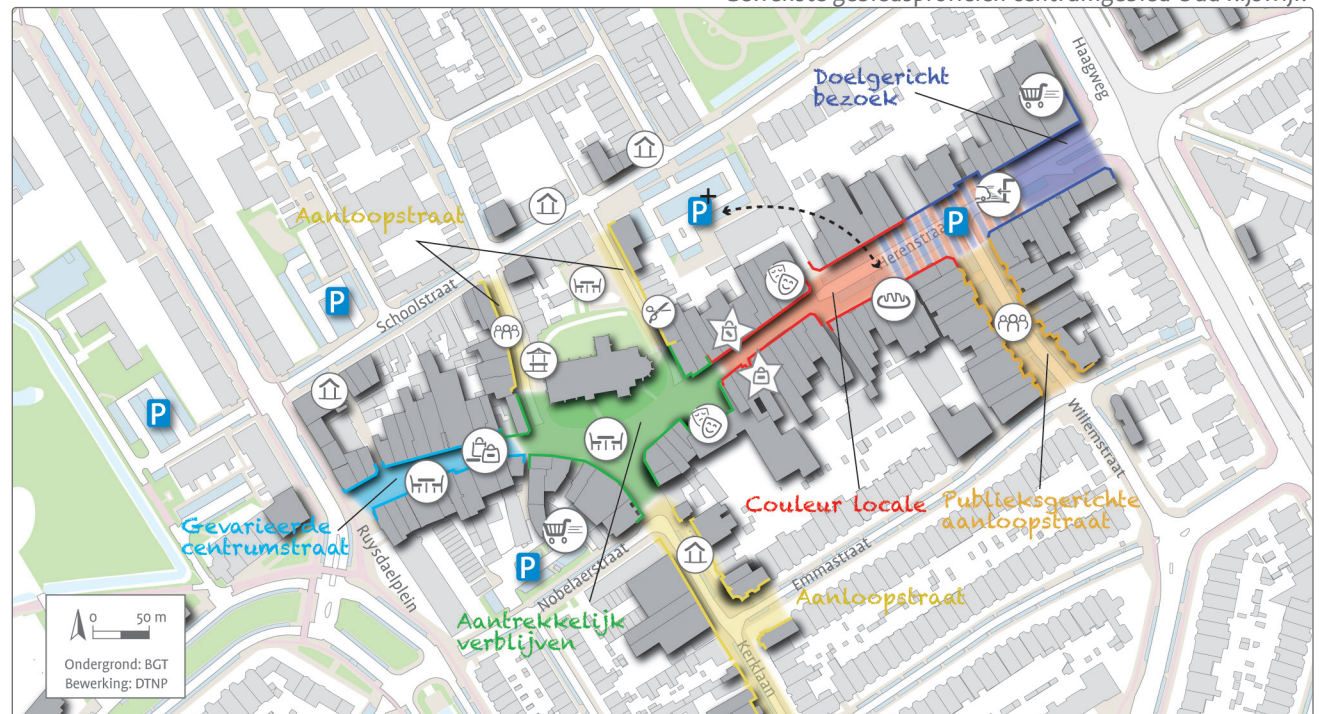 Doelgericht
bezoek
Haagweg
Aanloopstraat
P+
Herenstraat
P
P
Schoolstraat
P
Willemstraat
Couleur locale
Publieksgerichte
aanloopstraat
Gevarieerde
centrumstraat
Ruysdaelplein
P
Nobelaerstraat
Emmastraat
Aanloopstraat
Aantrekkelijk
verblijven
Kerklaan
0 50 m
Ondergrond: BGT
Bewerking: DTNP